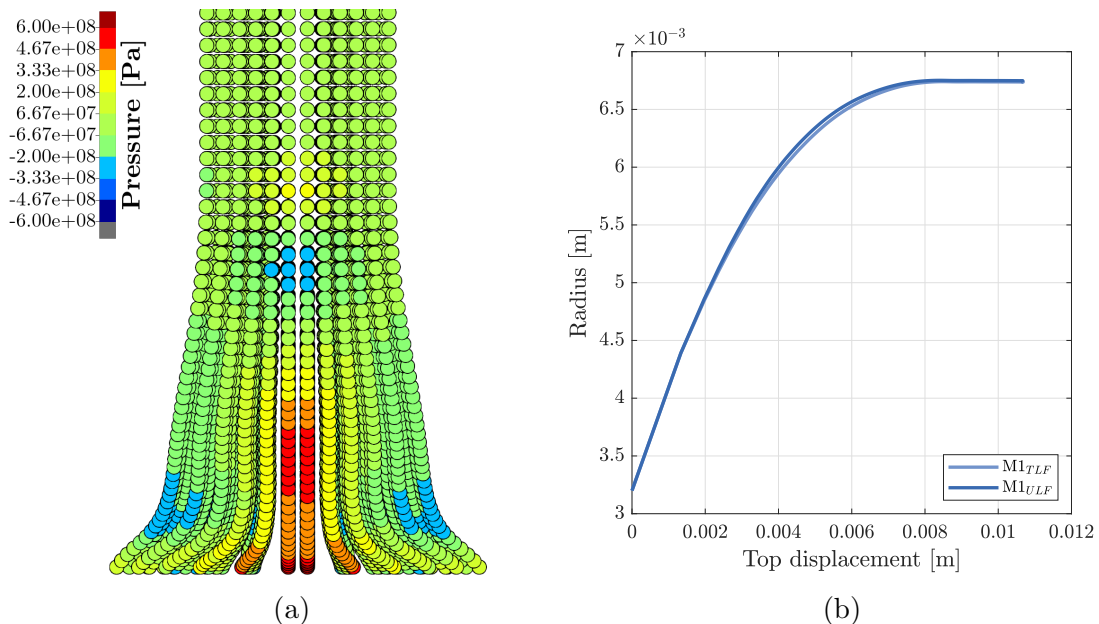 6.00e+08
4.67e+08
3.33e+08
2.00e+08
6.67e+07
-6.67e+07
-2.00e+08
-3.33e+08
-4.67e+08
-6.00e+08
Pressure [Pa]
(a)
×10⁻³
7
6.5
6
5.5
5
4.5
4
3.5
3
Radius [m]
0 0.002 0.004 0.006 0.008 0.01 0.012
Top displacement [m]
M1TLF
M1ULF
(b)